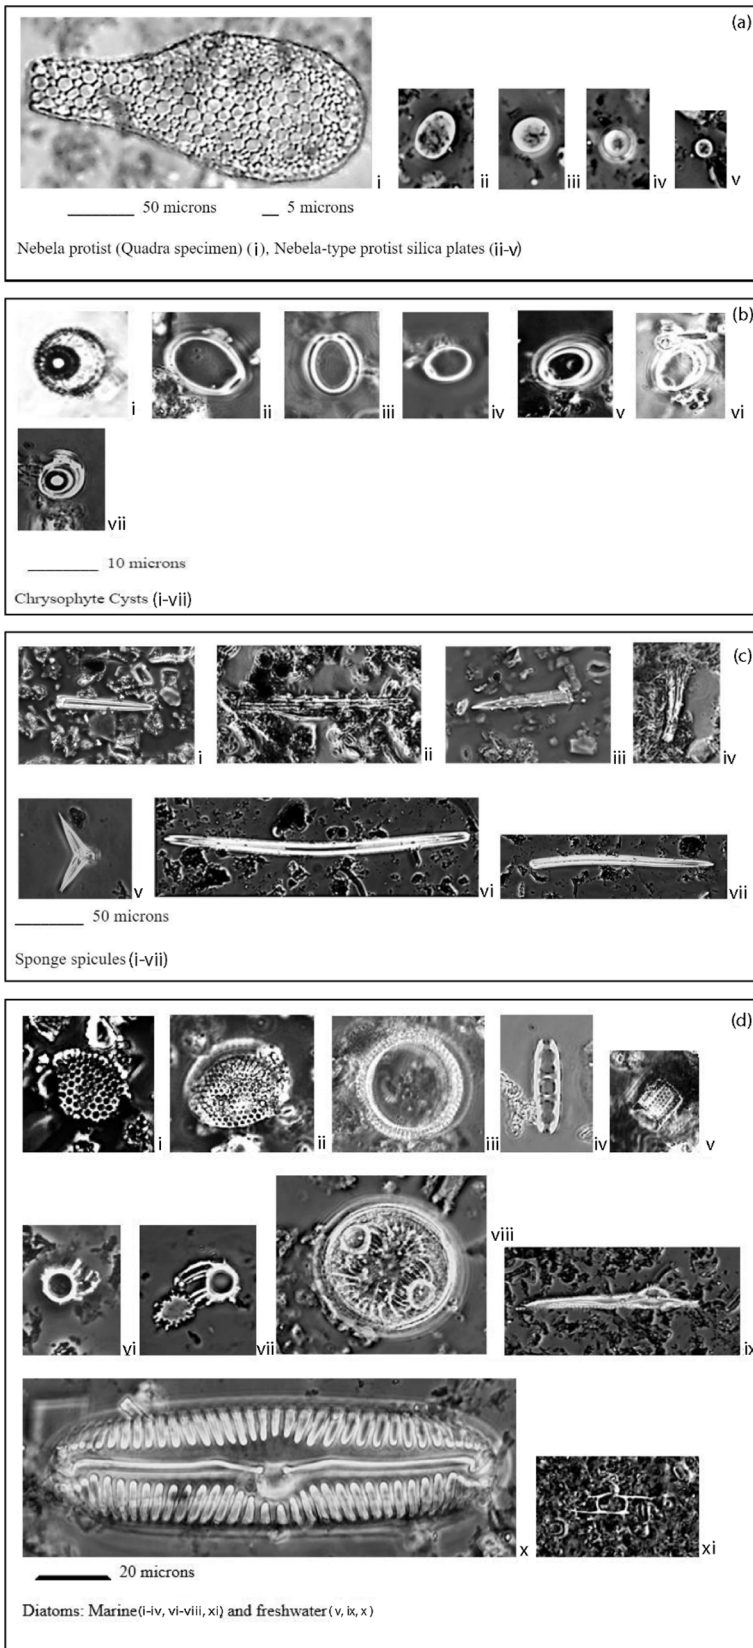 (a)
i
ii
iii
iv
v
50 microns 5 microns
Nebela protist (Quadra specimen) (i), Nebela-type protist silica plates (ii-v)
(b)
i
ii
iii
iv
v
vi
vii
10 microns
Chrysophyte Cysts (i-vii)
(c)
i
ii
iii
iv
v
vi
vii
50 microns
Sponge spicules (i-vii)
(d)
i
ii
iii
iv
v
vi
vii
viii
ix
x
xi
20 microns
Diatoms: Marine(i-iv, vi-viii, xi) and freshwater(v, ix, x)